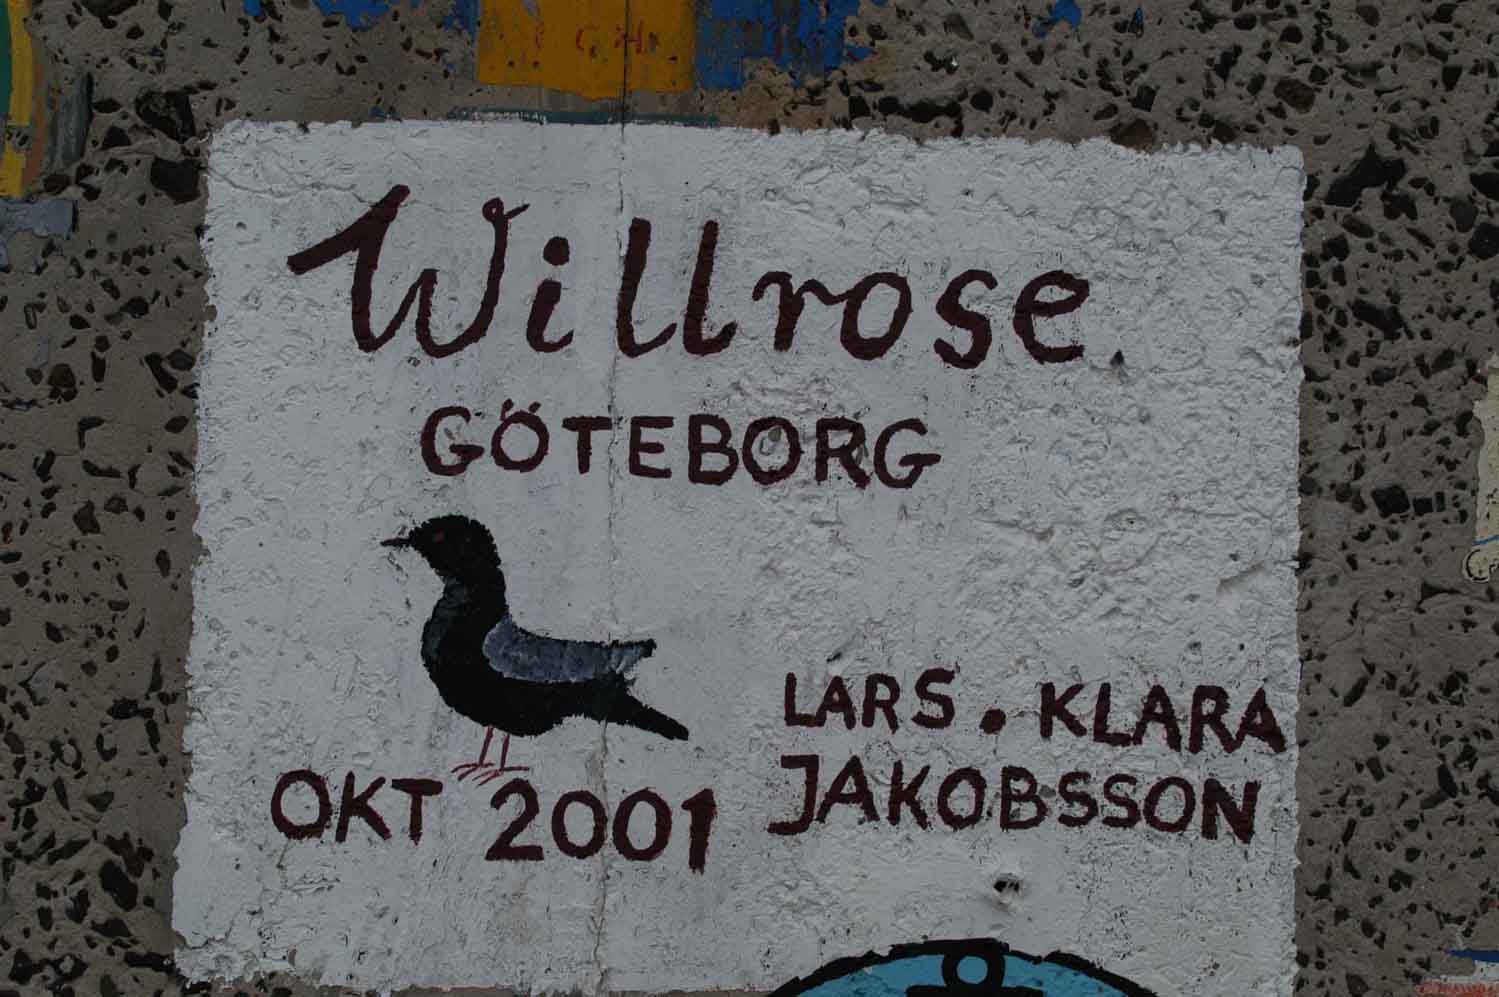 Willrose
GÖTEBORG
LARS . KLARA
JAKOBSSON
OKT 2001